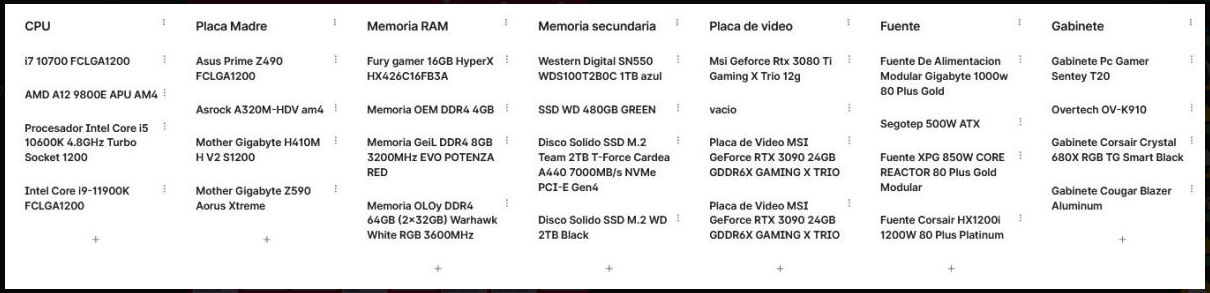 CPU
i7 10700 FCLGA1200
AMD A12 9800E APU AM4
Procesador Intel Core i5
10600K 4.8GHz Turbo
Socket 1200
Intel Core i9-11900K
FCLGA1200
+
Placa Madre
Asus Prime Z490
FCLGA1200
Asrock A320M-HDV am4
Mother Gigabyte H410M
H V2 S1200
Mother Gigabyte Z590
Aorus Xtreme
+
Memoria RAM
Fury gamer 16GB HyperX
HX426C16FB3A
Memoria OEM DDR4 4GB
Memoria GeiL DDR4 8GB
3200MHz EVO POTENZA
RED
Memoria OLOy DDR4
64GB (2×32GB) Warhawk
White RGB 3600MHz
+
Memoria secundaria
Western Digital SN550
WDS100T2B0C 1TB azul
SSD WD 480GB GREEN
Disco Solido SSD M.2
Team 2TB T-Force Cardea
A440 7000MB/s NVMe
PCI-E Gen4
Disco Solido SSD M.2 WD
2TB Black
+
Placa de video
Msi Geforce Rtx 3080 Ti
Gaming X Trio 12g
vacio
Placa de Video MSI
GeForce RTX 3090 24GB
GDDR6X GAMING X TRIO
Placa de Video MSI
GeForce RTX 3090 24GB
GDDR6X GAMING X TRIO
+
Fuente
Fuente De Alimentacion
Modular Gigabyte 1000w
80 Plus Gold
Segotep 500W ATX
Fuente XPG 850W CORE
REACTOR 80 Plus Gold
Modular
Fuente Corsair HX1200i
1200W 80 Plus Platinum
+
Gabinete
Gabinete Pc Gamer
Sentey T20
Overtech OV-K910
Gabinete Corsair Crystal
680X RGB TG Smart Black
Gabinete Cougar Blazer
Aluminum
+